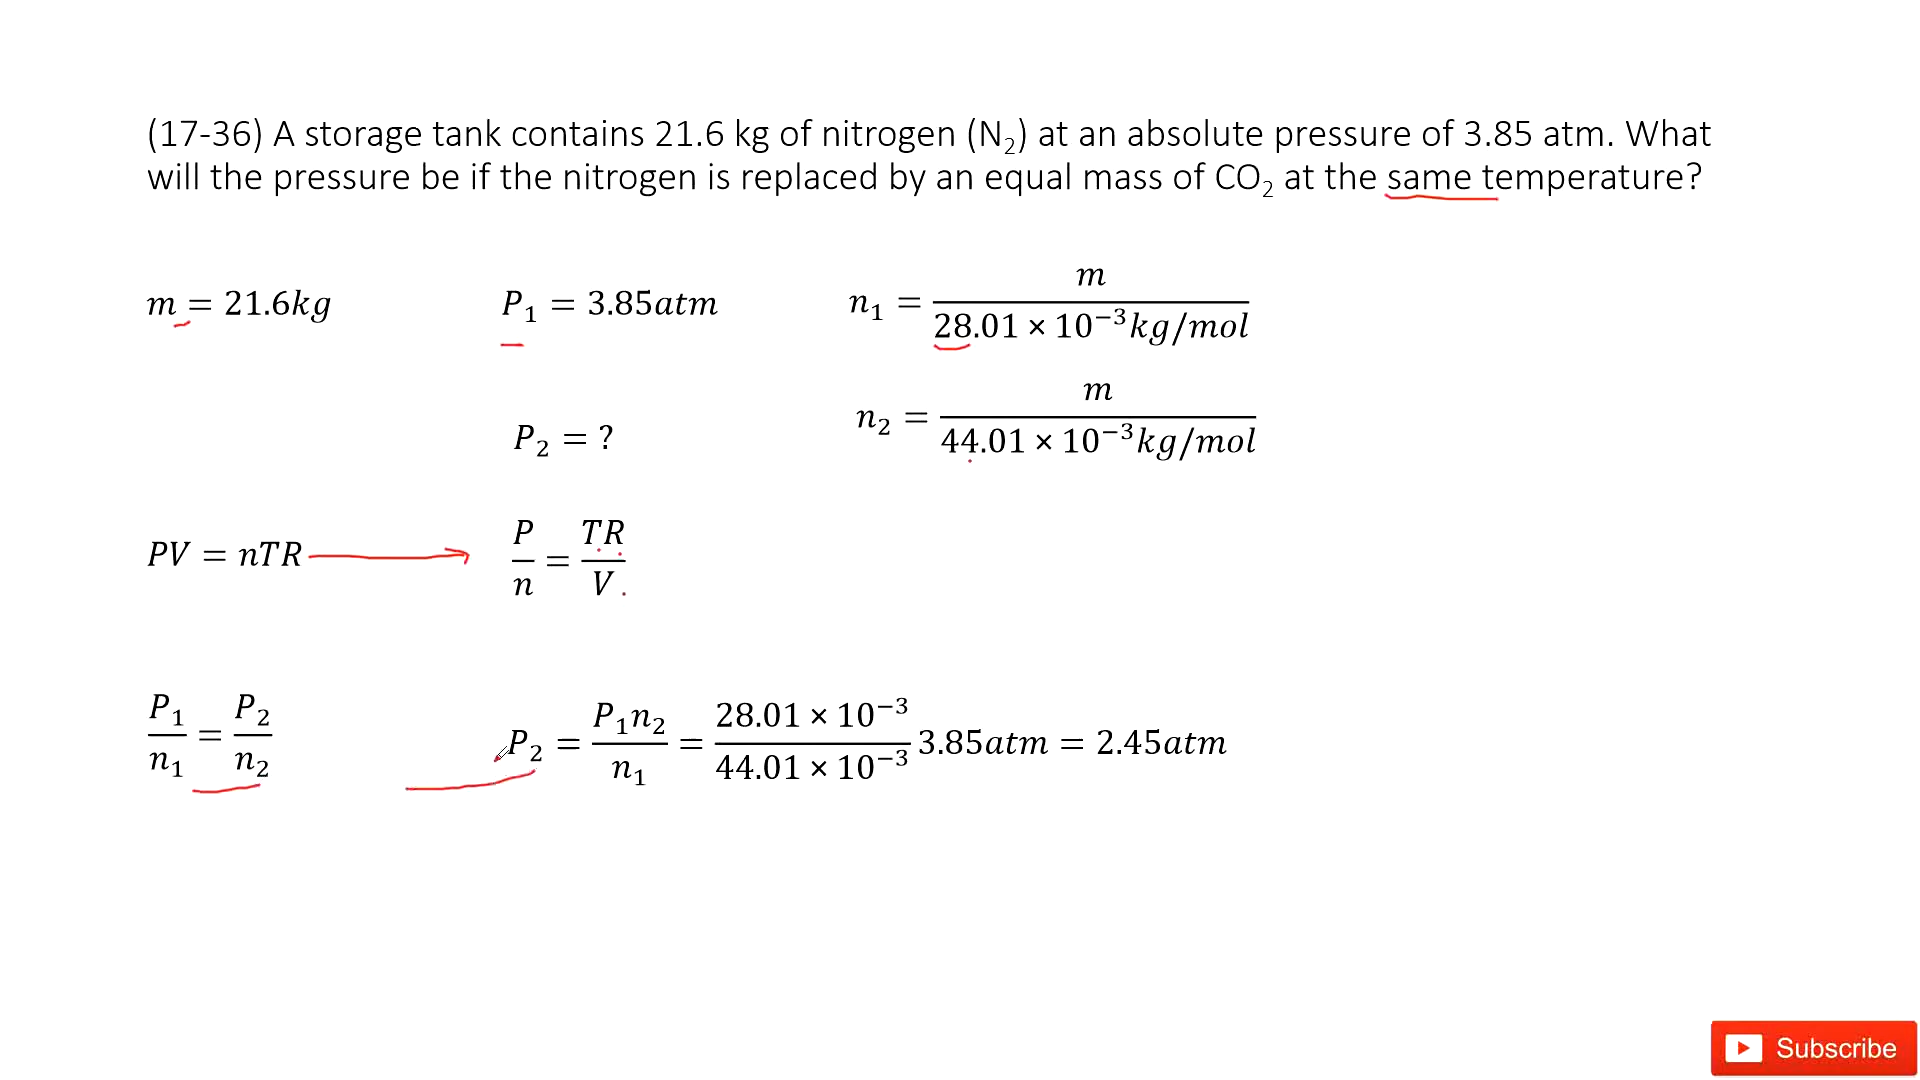 (17-36) A storage tank contains 21.6 kg of nitrogen (N₂) at an absolute pressure of 3.85 atm. What
will the pressure be if the nitrogen is replaced by an equal mass of CO₂ at the same temperature?
m = 21.6kg
P₁ = 3.85atm
n₁ = m / 28.01 × 10⁻³kg/mol
P₂ = ?
n₂ = m / 44.01 × 10⁻³kg/mol
PV = nTR
P/n = TR/V
P₁/n₁ = P₂/n₂
P₂ = P₁n₂/n₁ = 28.01 × 10⁻³ / 44.01 × 10⁻³ 3.85atm = 2.45atm
Subscribe